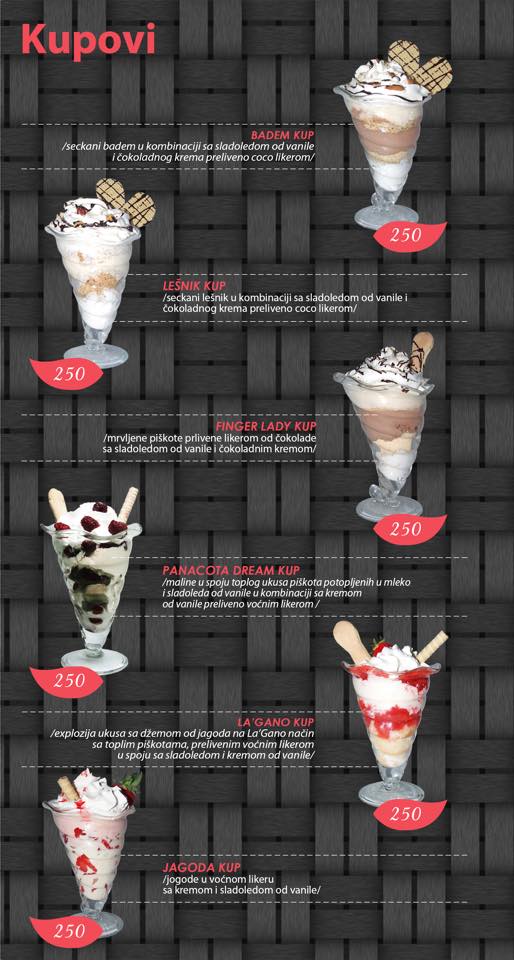 Kupovi
BADEM KUP
/seckani badem u kombinaciji sa sladoledom od vanile
i čokoladnog krema preliveno coco likerom/
250
LEŠNIK KUP
/seckani lešnik u kombinaciji sa sladoledom od vanile i
čokoladnog krema preliveno coco likerom/
250
FINGER LADY KUP
/mrvljene piškote prlivene likerom od čokolade
sa sladoledom od vanile i čokoladnim kremom/
250
PANACOTA DREAM KUP
/maline u spoju toplog ukusa piškota potopljenih u mleko
i sladoleda od vanile u kombinaciji sa kremom
od vanile preliveno voćnim likerom /
250
LA'GANO KUP
/explozija ukusa sa džemom od jagoda na La'Gano način
sa toplim piškotama, prelivenim voćnim likerom
u spoju sa sladoledom i kremom od vanile/
250
JAGODA KUP
/jogode u voćnom likeru
sa kremom i sladoledom od vanile/
250